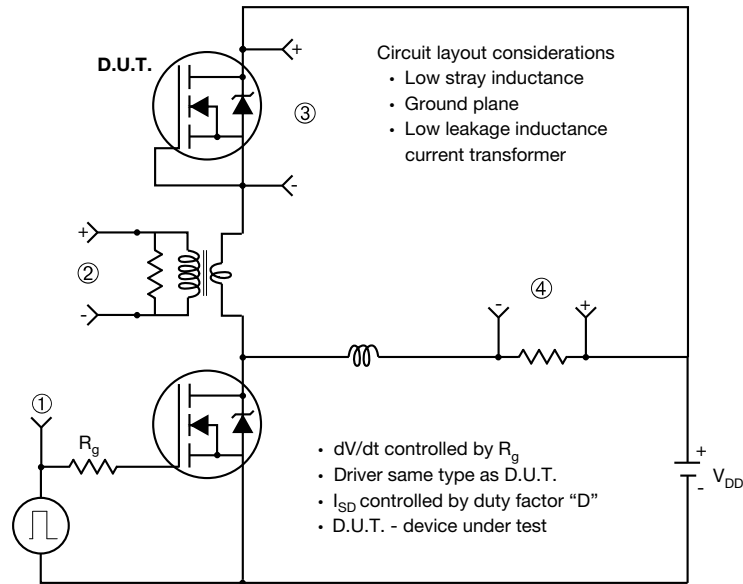 D.U.T.
+
Circuit layout considerations
• Low stray inductance
• Ground plane
• Low leakage inductance
current transformer
③
-
+
②
-
④
-
+
①
R_g
• dV/dt controlled by R_g
• Driver same type as D.U.T.
• I_SD controlled by duty factor “D”
• D.U.T. - device under test
+
V_DD
-